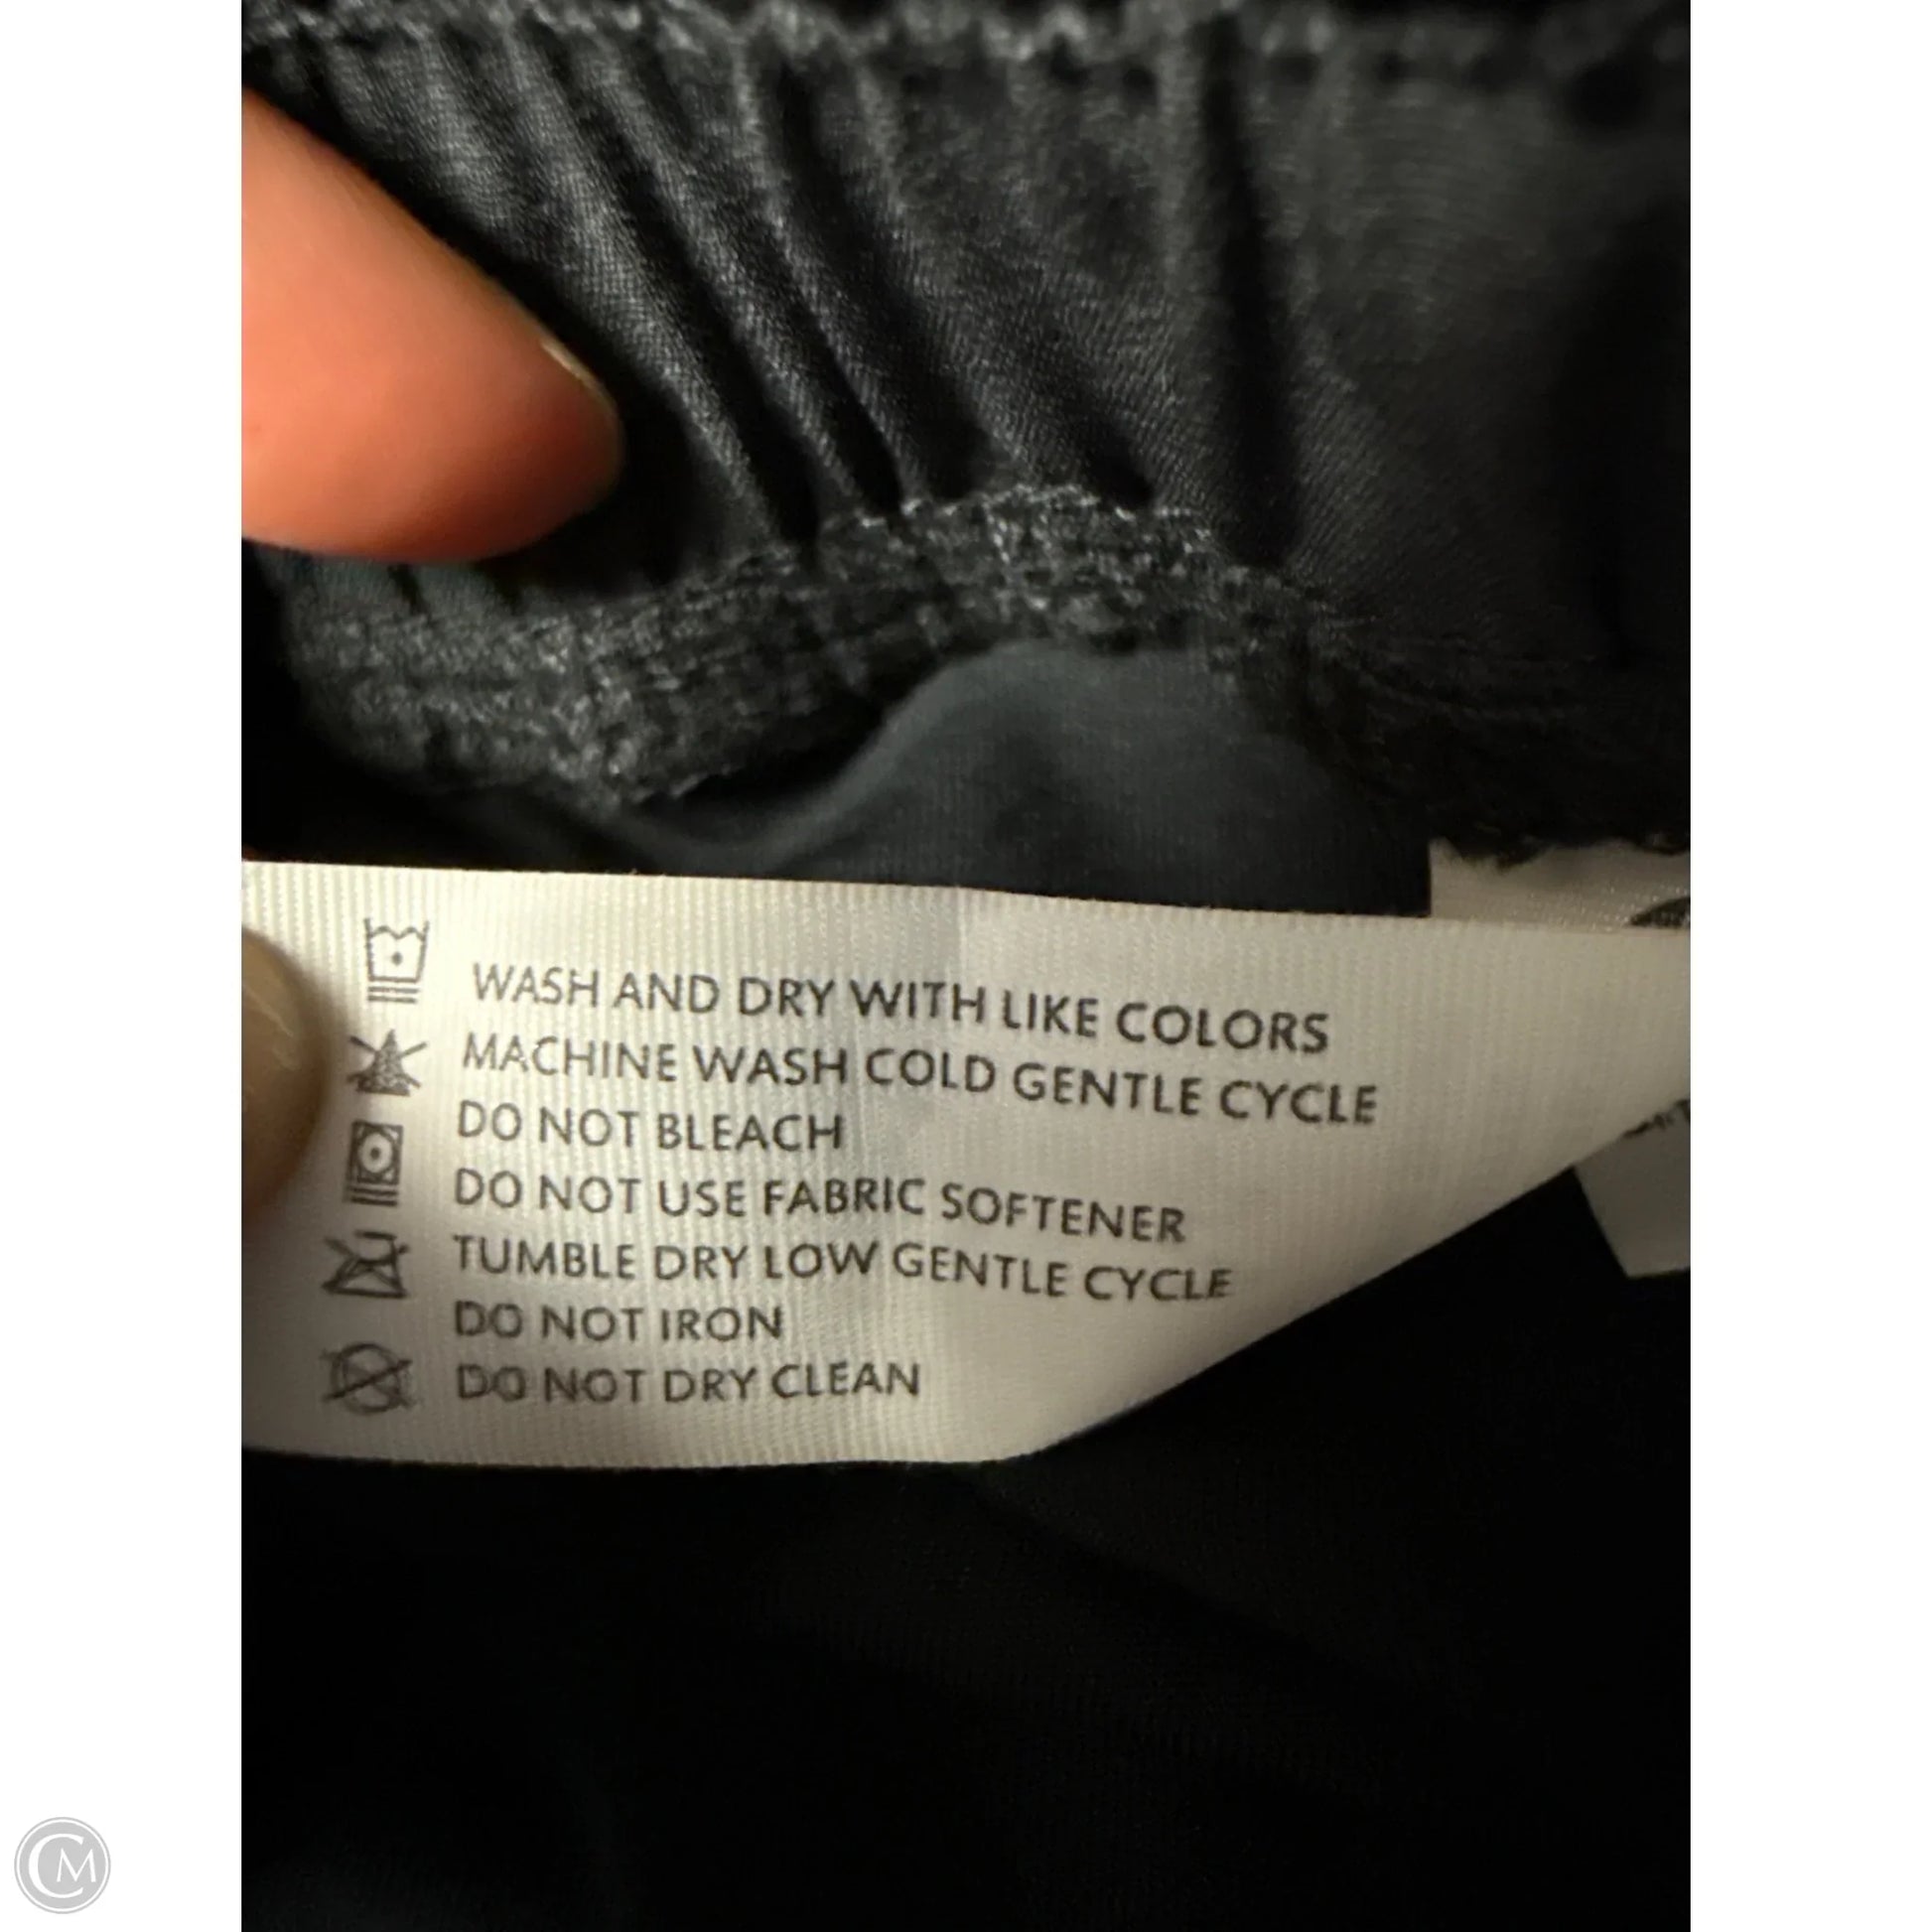 WASH AND DRY WITH LIKE COLORS
MACHINE WASH COLD GENTLE CYCLE
DO NOT BLEACH
DO NOT USE FABRIC SOFTENER
TUMBLE DRY LOW GENTLE CYCLE
DO NOT IRON
DO NOT DRY CLEAN
CM